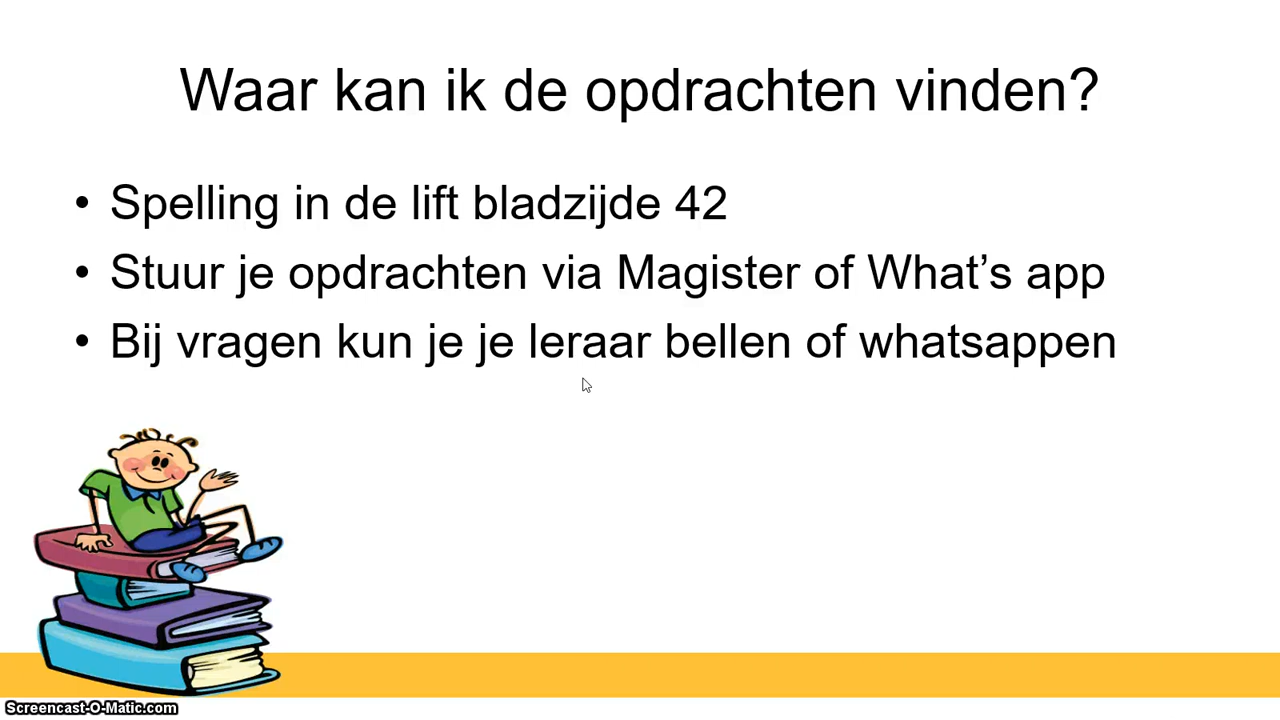 Waar kan ik de opdrachten vinden?
• Spelling in de lift bladzijde 42
• Stuur je opdrachten via Magister of What’s app
• Bij vragen kun je je leraar bellen of whatsappen
Screencast-O-Matic.com